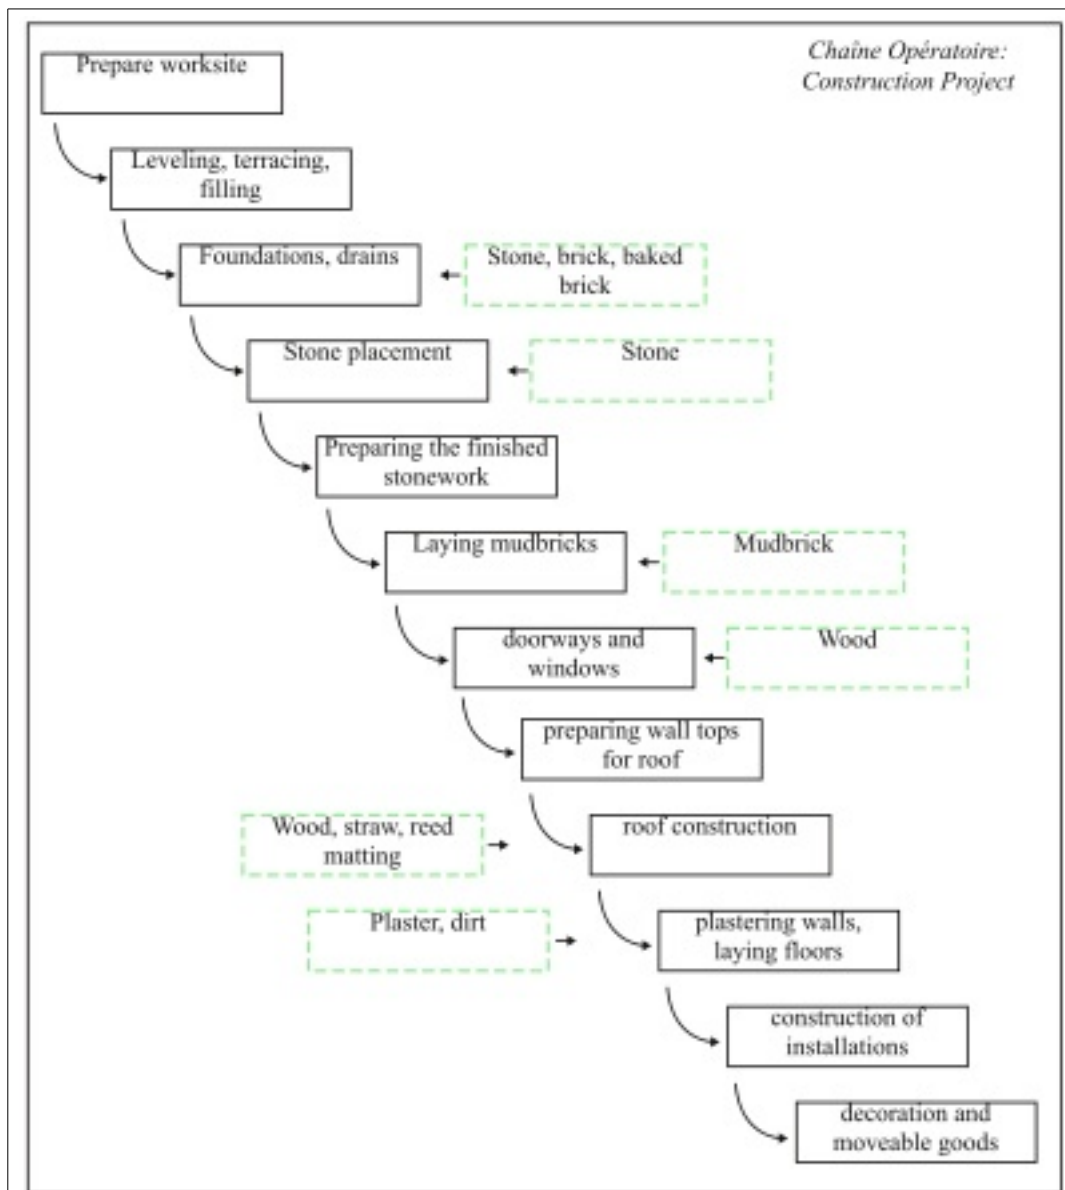 Chaîne Opératoire:
Construction Project
Prepare worksite
Leveling, terracing,
filling
Foundations, drains
Stone, brick, baked
brick
Stone placement
Stone
Preparing the finished
stonework
Laying mudbricks
Mudbrick
doorways and
windows
Wood
preparing wall tops
for roof
Wood, straw, reed
matting
roof construction
Plaster, dirt
plastering walls,
laying floors
construction of
installations
decoration and
moveable goods